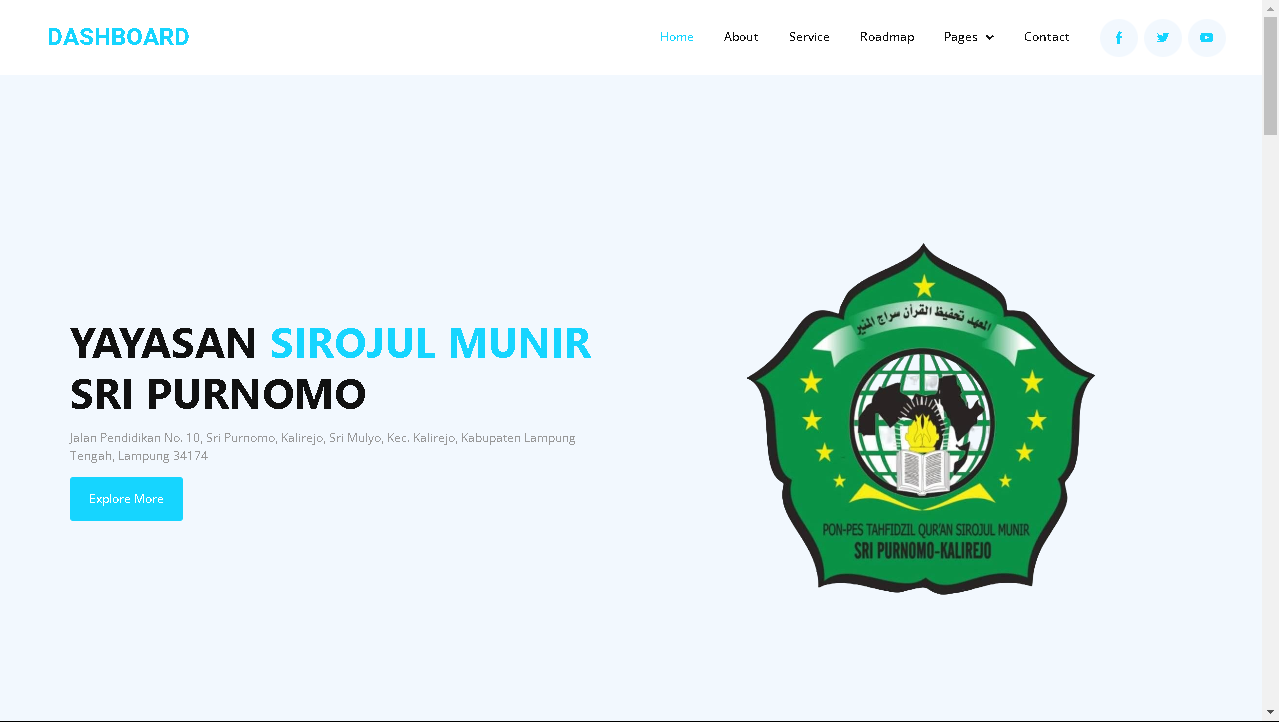 DASHBOARD
Home About Service Roadmap Pages Contact
YAYASAN SIROJUL MUNIR
SRI PURNOMO
Jalan Pendidikan No. 10, Sri Purnomo, Kalirejo, Sri Mulyo, Kec. Kalirejo, Kabupaten Lampung
Tengah, Lampung 34174
Explore More
المعهد تحفيظ القرآن سراج المنير
PON-PES TAHFIDZIL QUR'AN SIROJUL MUNIR
SRI PURNOMO-KALIREJO